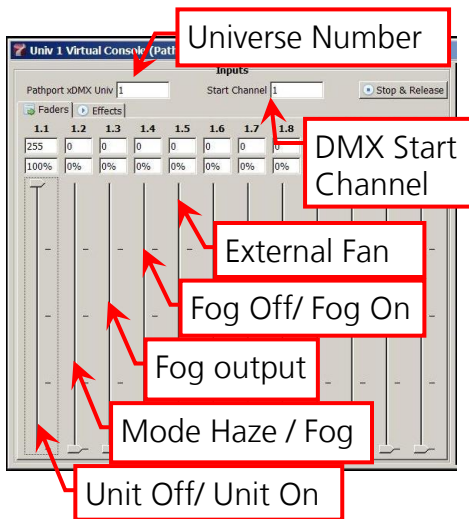 Universe Number
Univ 1 Virtual Console (Pat
Inputs
Pathport xDMX Univ 1 Start Channel 1 Stop & Release
Faders Effects
1.1 1.2 1.3 1.4 1.5 1.6 1.7 1.8
255 0 0 0 0 0 0 0
100% 0% 0% 0% 0% 0% 0% 0%
DMX Start
Channel
External Fan
Fog Off/ Fog On
Fog output
Mode Haze / Fog
Unit Off/ Unit On